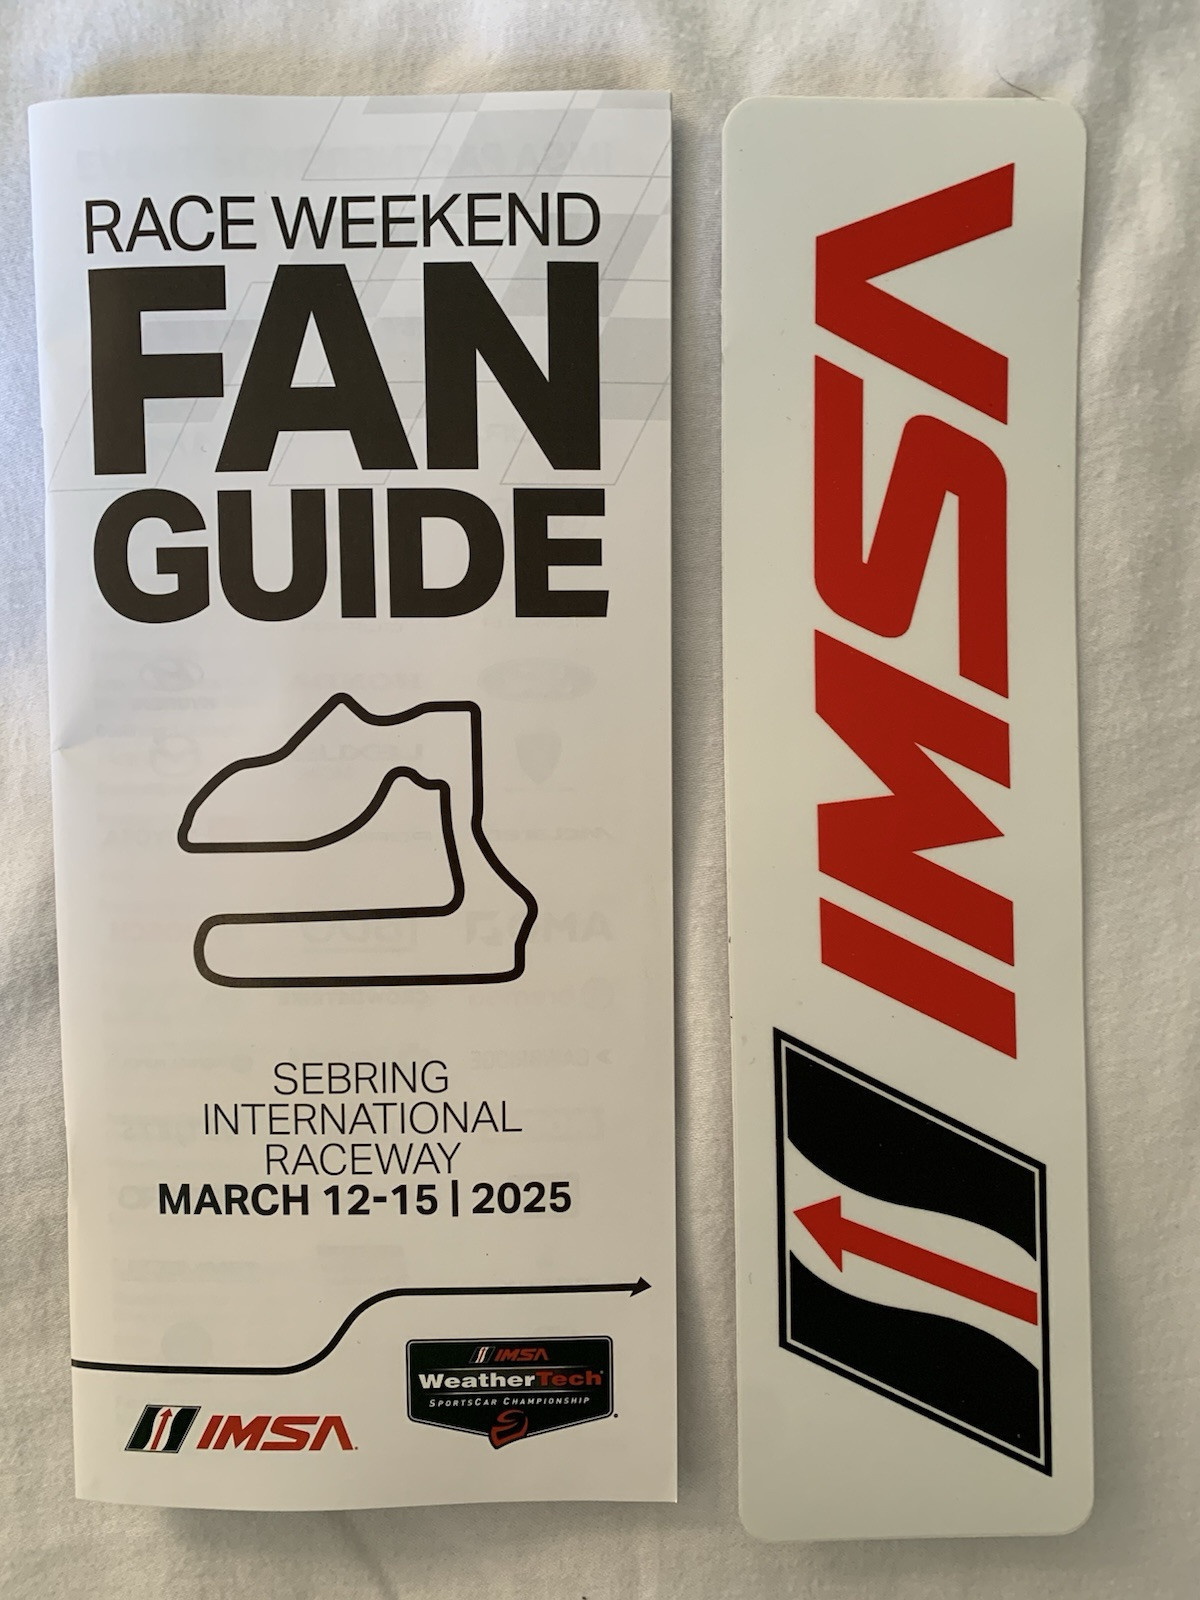 RACE WEEKEND
FAN
GUIDE
SEBRING
INTERNATIONAL
RACEWAY
MARCH 12-15 | 2025
IMSA
WeatherTech
SPORTSCAR CHAMPIONSHIP
IMSA
IMSA